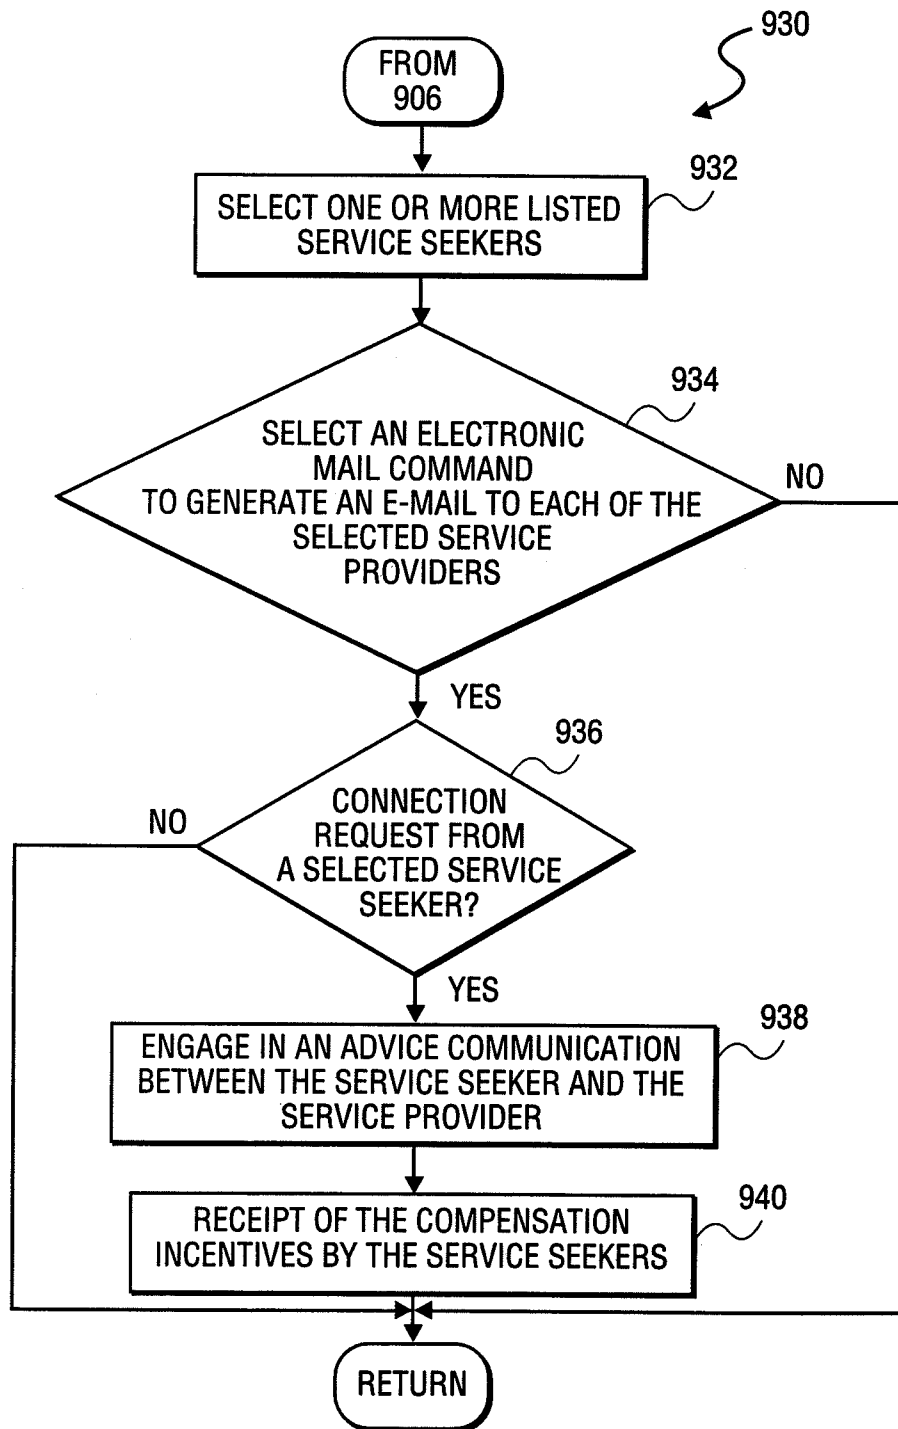 930
FROM
906
932
SELECT ONE OR MORE LISTED
SERVICE SEEKERS
934
SELECT AN ELECTRONIC
MAIL COMMAND
TO GENERATE AN E-MAIL TO EACH OF THE
SELECTED SERVICE
PROVIDERS
NO
YES
936
CONNECTION
REQUEST FROM
A SELECTED SERVICE
SEEKER?
NO
YES
938
ENGAGE IN AN ADVICE COMMUNICATION
BETWEEN THE SERVICE SEEKER AND THE
SERVICE PROVIDER
940
RECEIPT OF THE COMPENSATION
INCENTIVES BY THE SERVICE SEEKERS
RETURN